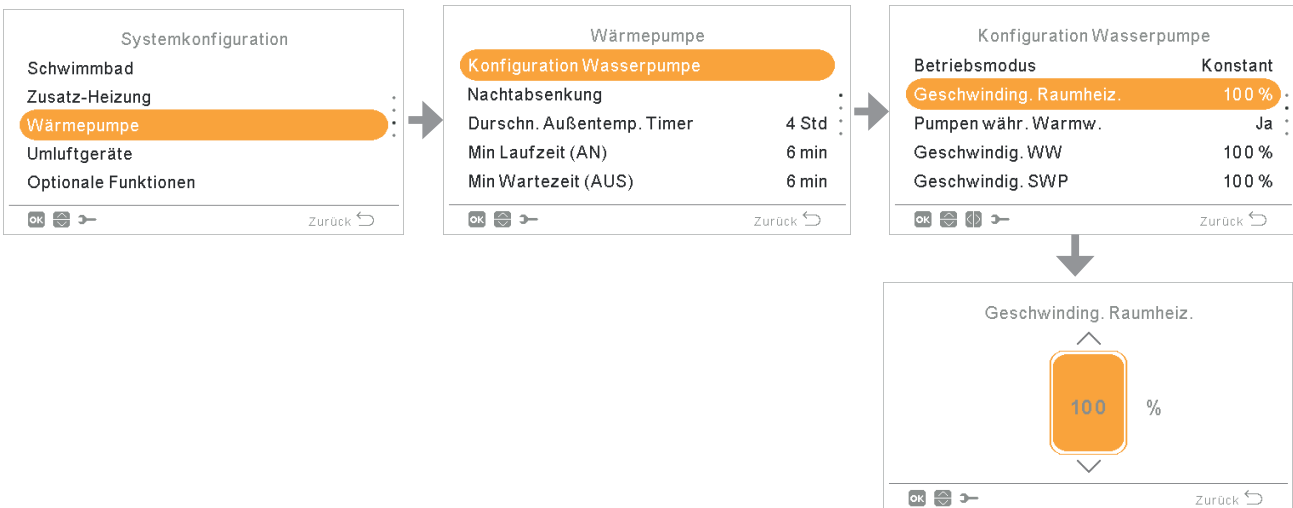 Systemkonfiguration
Schwimmbad
Zusatz-Heizung
Wärmepumpe
Umluftgeräte
Optionale Funktionen
OK Zurück
Wärmepumpe
Konfiguration Wasserpumpe
Nachtabsenkung
Durschn. Außentemp. Timer 4 Std
Min Laufzeit (AN) 6 min
Min Wartezeit (AUS) 6 min
OK Zurück
Konfiguration Wasserpumpe
Betriebsmodus Konstant
Geschwinding. Raumheiz. 100 %
Pumpen währ. Warmw. Ja
Geschwindig. WW 100 %
Geschwindig. SWP 100 %
OK Zurück
Geschwinding. Raumheiz.
100 %
OK Zurück